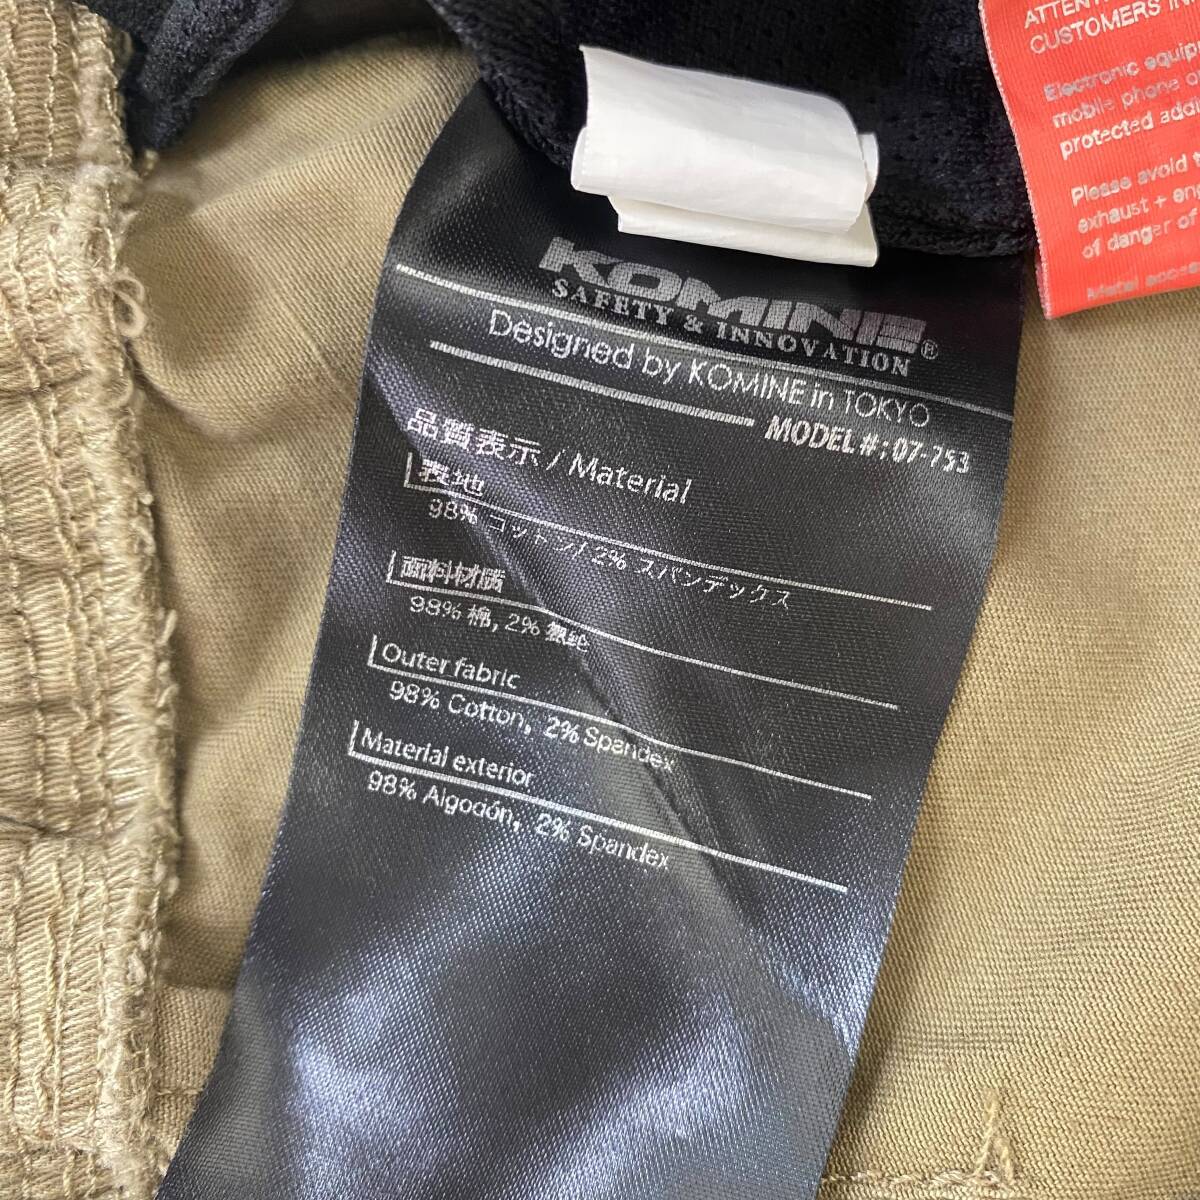 KOMINE®
SAFETY & INNOVATION
Designed by KOMINE in TOKYO
MODEL#:07-753
品質表示 / Material
表地
98% コットン / 2% スパンデックス
面料材质
98% 棉, 2% 氨纶
Outer fabric
98% Cotton, 2% Spandex
Material exterior
98% Algodón, 2% Spandex
CUSTOMERS
Electronic
mobile phone
protected
Please avoid
exhaust + 
of danger of
Metal